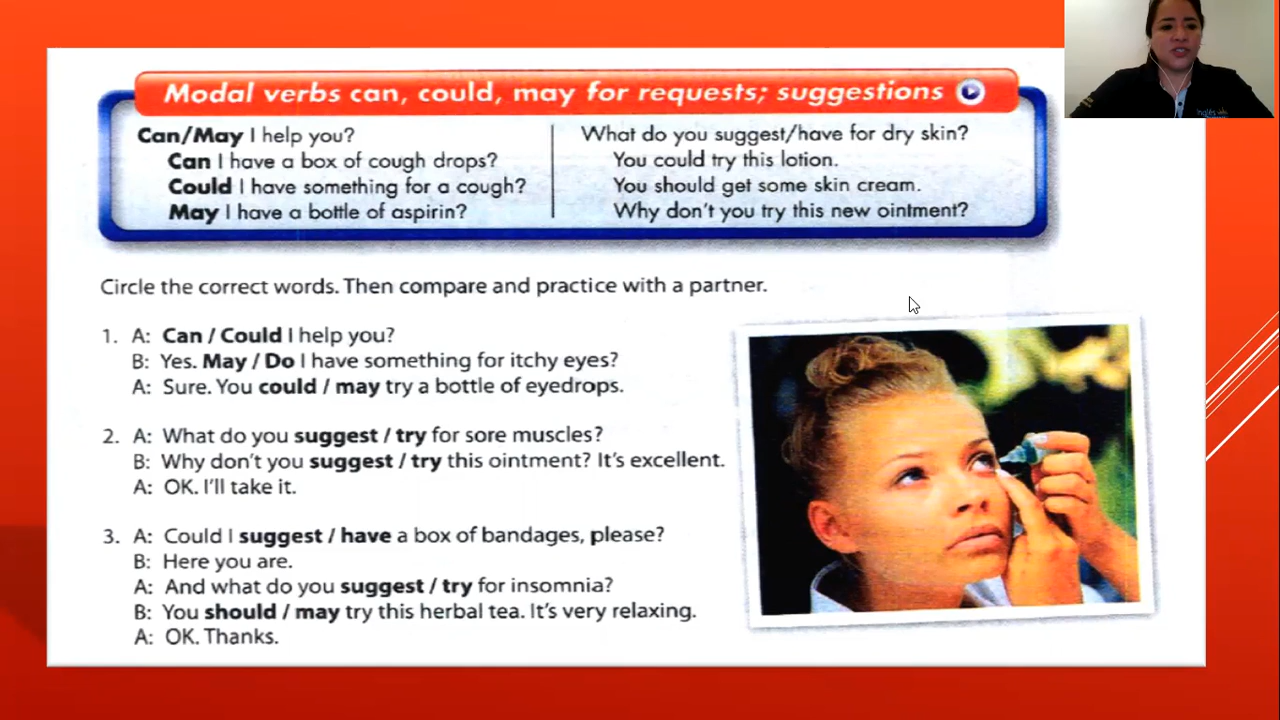 Modal verbs can, could, may for requests; suggestions
Can/May I help you?
Can I have a box of cough drops?
Could I have something for a cough?
May I have a bottle of aspirin?
What do you suggest/have for dry skin?
You could try this lotion.
You should get some skin cream.
Why don't you try this new ointment?
Circle the correct words. Then compare and practice with a partner.
1. A: Can / Could I help you?
B: Yes. May / Do I have something for itchy eyes?
A: Sure. You could / may try a bottle of eyedrops.
2. A: What do you suggest / try for sore muscles?
B: Why don't you suggest / try this ointment? It's excellent.
A: OK. I'll take it.
3. A: Could I suggest / have a box of bandages, please?
B: Here you are.
A: And what do you suggest / try for insomnia?
B: You should / may try this herbal tea. It's very relaxing.
A: OK. Thanks.